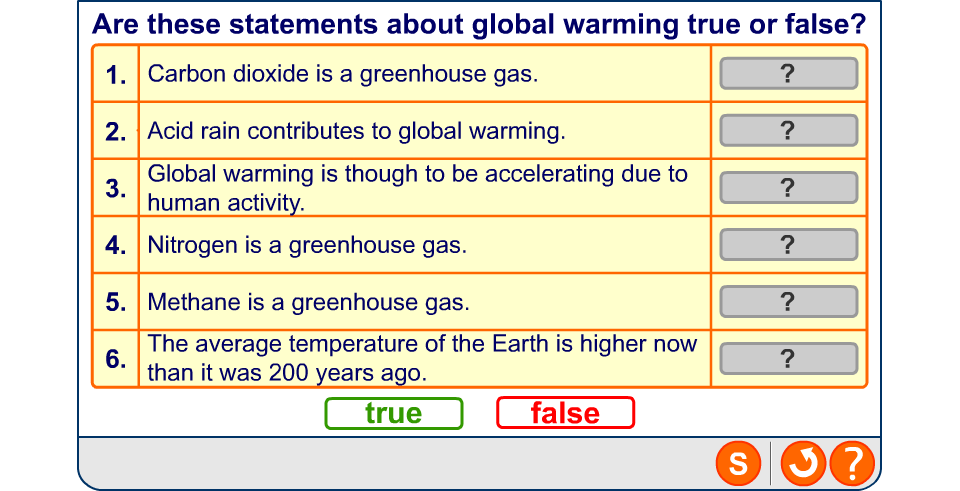 Are these statements about global warming true or false?
1. Carbon dioxide is a greenhouse gas. ?
2. Acid rain contributes to global warming. ?
3. Global warming is though to be accelerating due to
human activity. ?
4. Nitrogen is a greenhouse gas. ?
5. Methane is a greenhouse gas. ?
6. The average temperature of the Earth is higher now
than it was 200 years ago. ?
true false
S ?